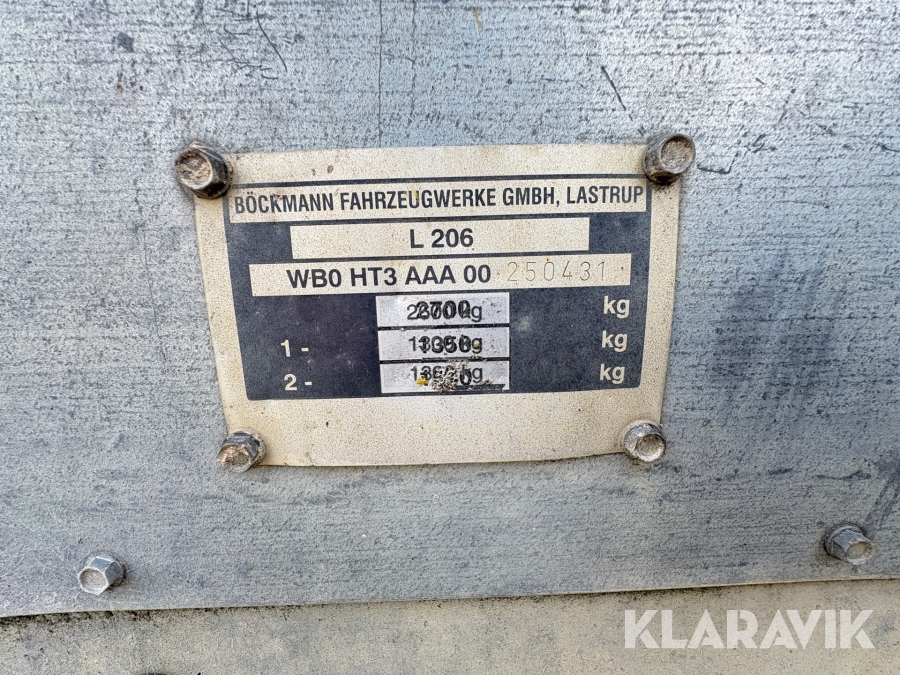 BÖCKMANN FAHRZEUGWERKE GMBH, LASTRUP
L 206
WB0 HT3 AAA 00 250431
kg
1- kg
2- kg
KLARAVIK